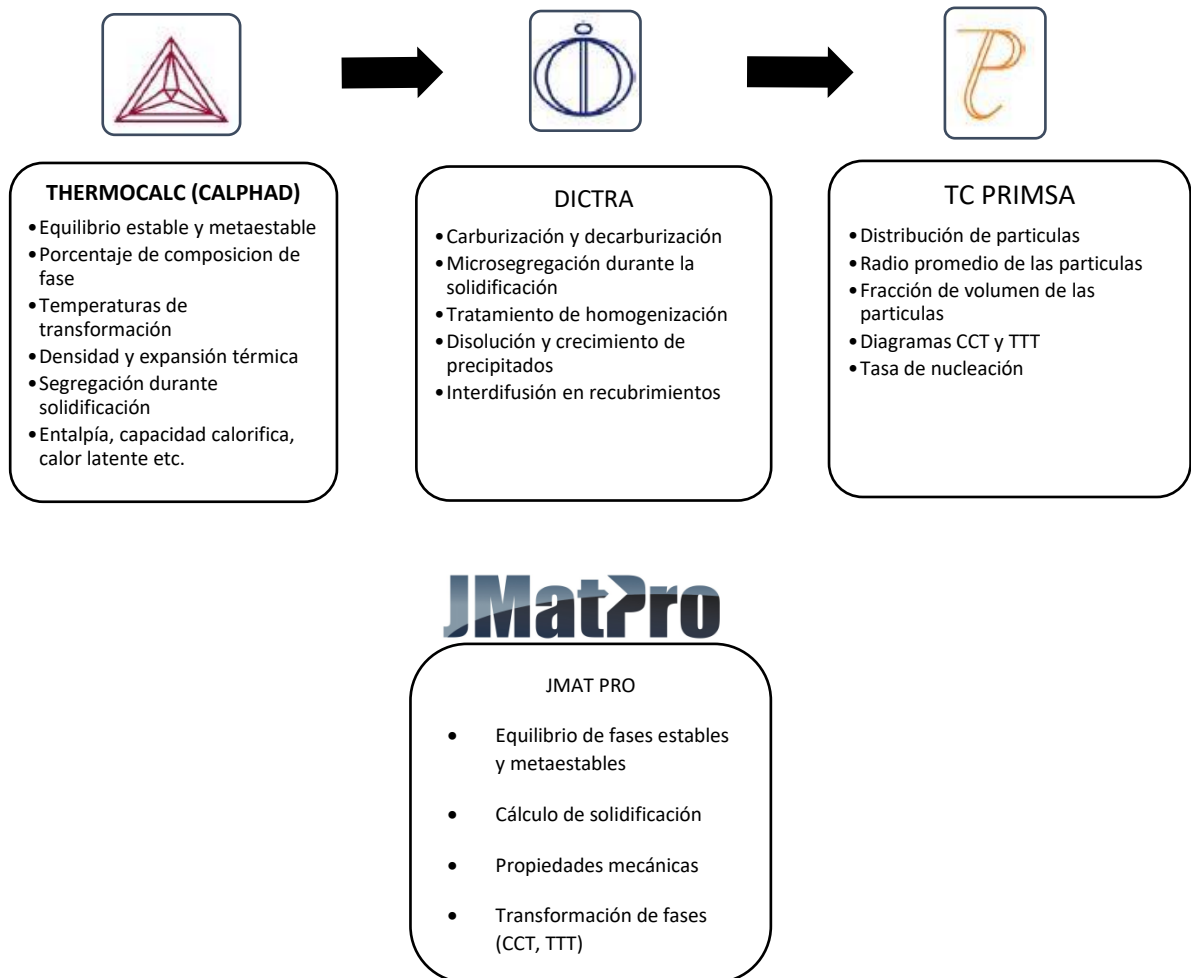 THERMOCALC (CALPHAD)
•Equilibrio estable y metaestable
•Porcentaje de composicion de
fase
•Temperaturas de
transformación
•Densidad y expansión térmica
•Segregación durante
solidificación
•Entalpía, capacidad calorifica,
calor latente etc.
DICTRA
•Carburización y decarburización
•Microsegregación durante la
solidificación
•Tratamiento de homogenización
•Disolución y crecimiento de
precipitados
•Interdifusión en recubrimientos
TC PRIMSA
•Distribución de particulas
•Radio promedio de las particulas
•Fracción de volumen de las
particulas
•Diagramas CCT y TTT
•Tasa de nucleación
JMatPro
JMAT PRO
• Equilibrio de fases estables
y metaestables
• Cálculo de solidificación
• Propiedades mecánicas
• Transformación de fases
(CCT, TTT)